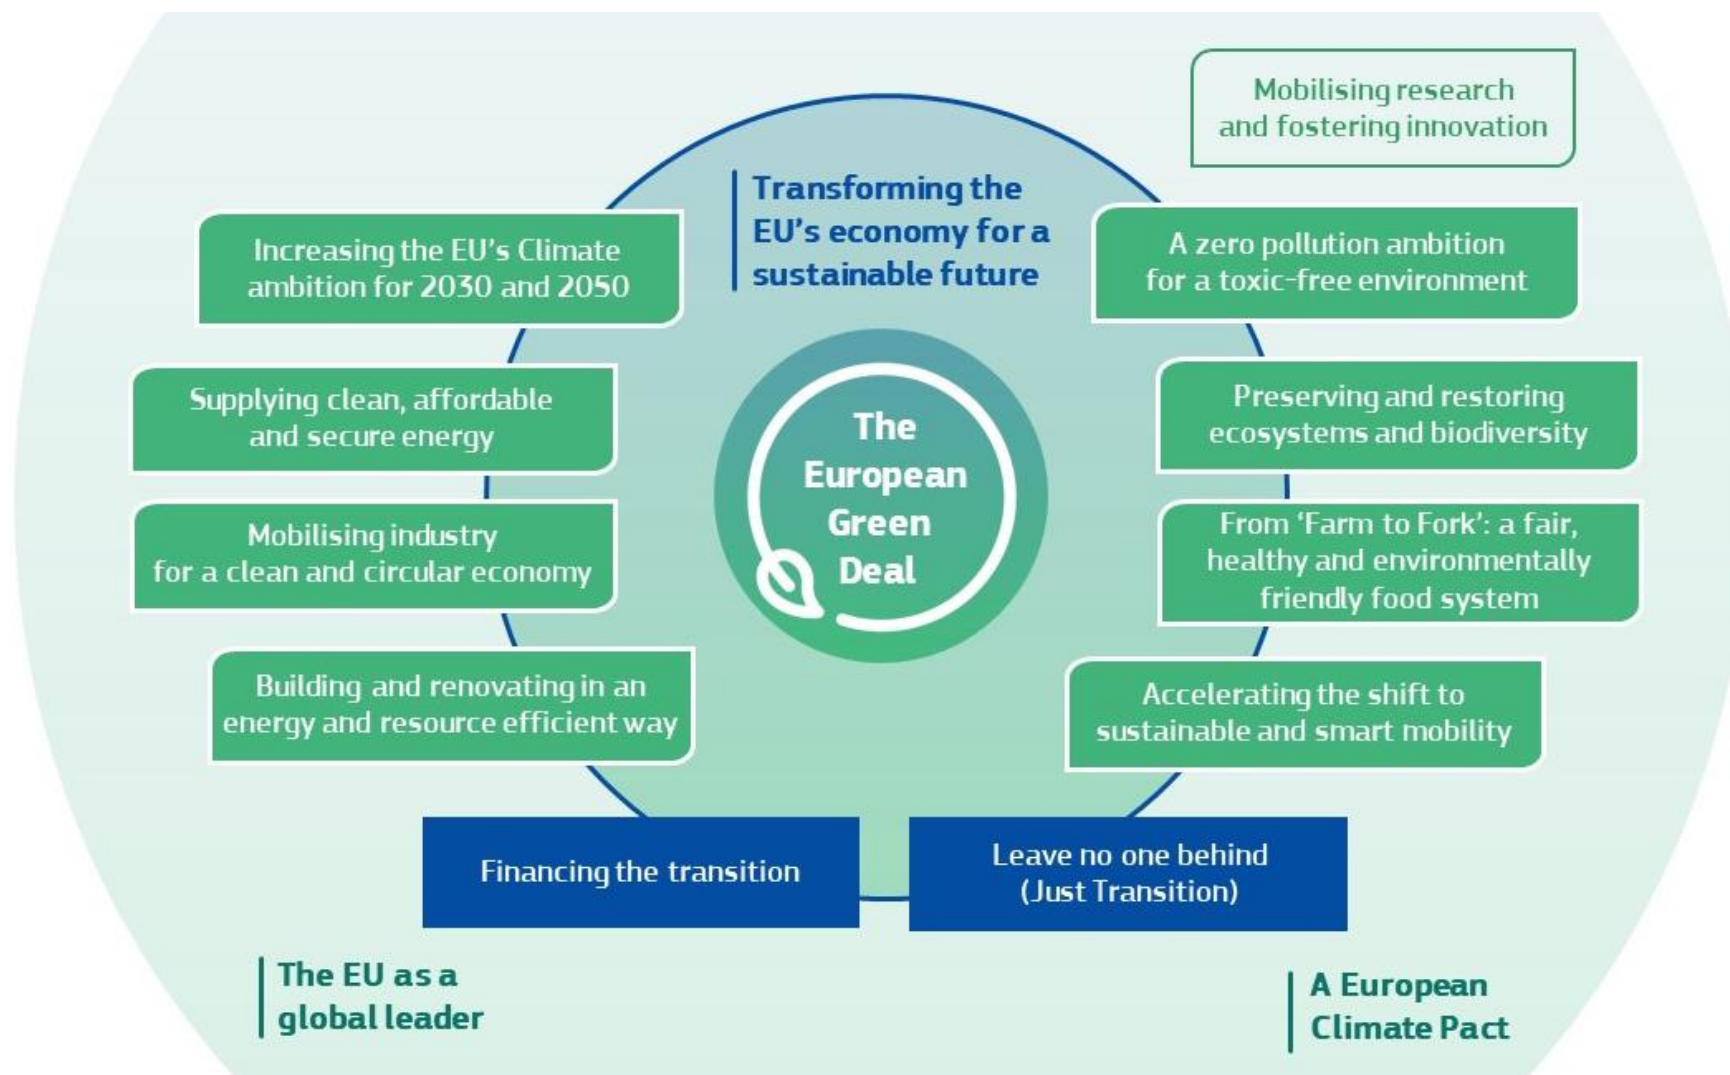 Mobilising research
and fostering innovation
Transforming the
EU’s economy for a
sustainable future
Increasing the EU’s Climate
ambition for 2030 and 2050
A zero pollution ambition
for a toxic-free environment
Supplying clean, affordable
and secure energy
Preserving and restoring
ecosystems and biodiversity
The
European
Green
Deal
Mobilising industry
for a clean and circular economy
From ‘Farm to Fork’: a fair,
healthy and environmentally
friendly food system
Building and renovating in an
energy and resource efficient way
Accelerating the shift to
sustainable and smart mobility
Financing the transition
Leave no one behind
(Just Transition)
The EU as a
global leader
A European
Climate Pact